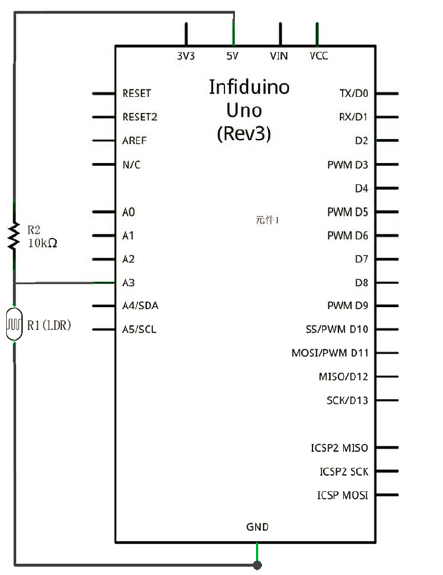 3V3 5V VIN VCC
Infiduino
Uno
(Rev3)
RESET
RESET2
AREF
N/C
A0
A1
A2
A3
A4/SDA
A5/SCL
R2
10kΩ
R1(LDR)
元件1
TX/D0
RX/D1
D2
PWM D3
D4
PWM D5
PWM D6
D7
D8
PWM D9
SS/PWM D10
MOSI/PWM D11
MISO/D12
SCK/D13
ICSP2 MISO
ICSP2 SCK
ICSP MOSI
GND